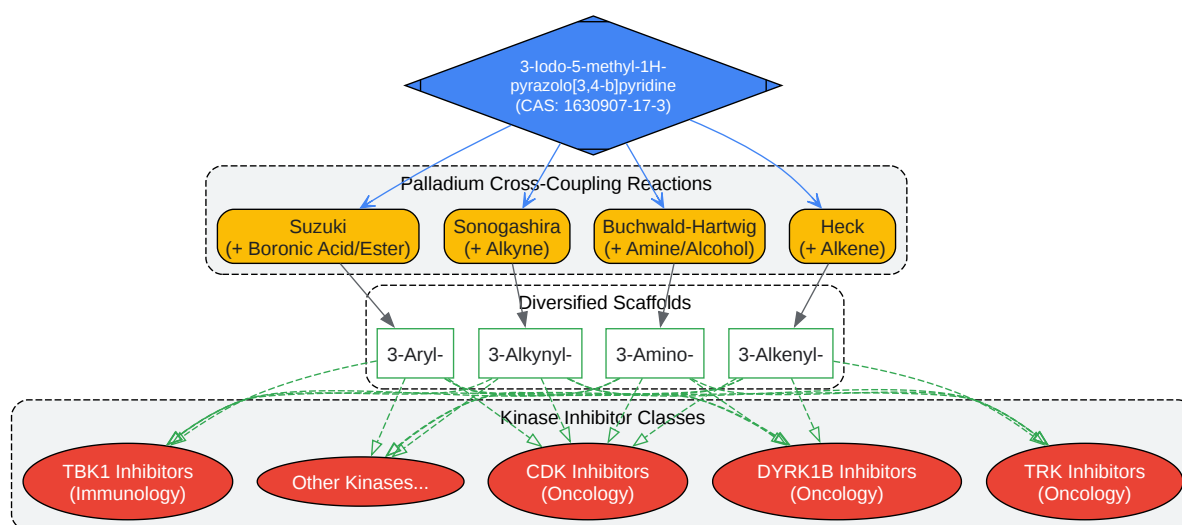 3-Iodo-5-methyl-1H-
pyrazolo[3,4-b]pyridine
(CAS: 1630907-17-3)
Palladium Cross-Coupling Reactions
Suzuki
(+ Boronic Acid/Ester)
Sonogashira
(+ Alkyne)
Buchwald-Hartwig
(+ Amine/Alcohol)
Heck
(+ Alkene)
Diversified Scaffolds
3-Aryl-
3-Alkynyl-
3-Amino-
3-Alkenyl-
Kinase Inhibitor Classes
TBK1 Inhibitors
(Immunology)
Other Kinases...
CDK Inhibitors
(Oncology)
DYRK1B Inhibitors
(Oncology)
TRK Inhibitors
(Oncology)